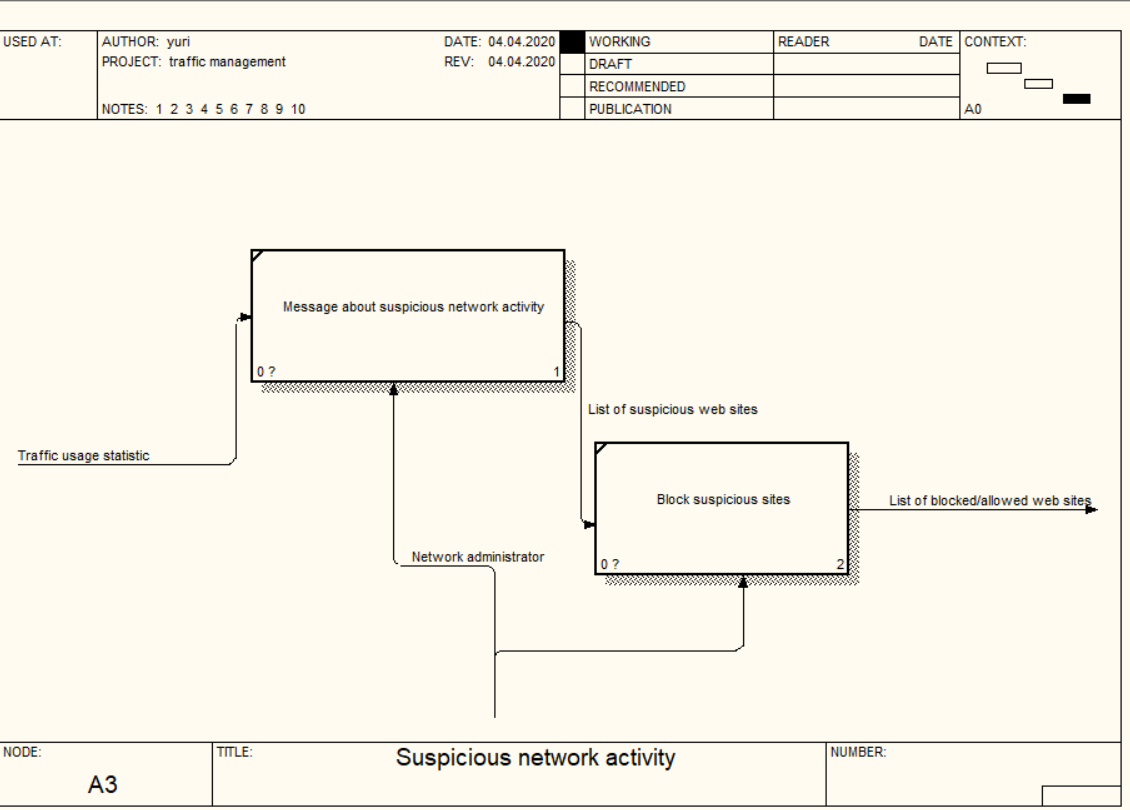 USED AT:
AUTHOR: yuri
DATE: 04.04.2020
PROJECT: traffic management
REV: 04.04.2020
NOTES: 1 2 3 4 5 6 7 8 9 10
WORKING
DRAFT
RECOMMENDED
PUBLICATION
READER DATE
CONTEXT:
A0
Message about suspicious network activity
0 ? 1
List of suspicious web sites
Traffic usage statistic
Block suspicious sites
0 ? 2
List of blocked/allowed web sites
Network administrator
NODE:
A3
TITLE:
Suspicious network activity
NUMBER: